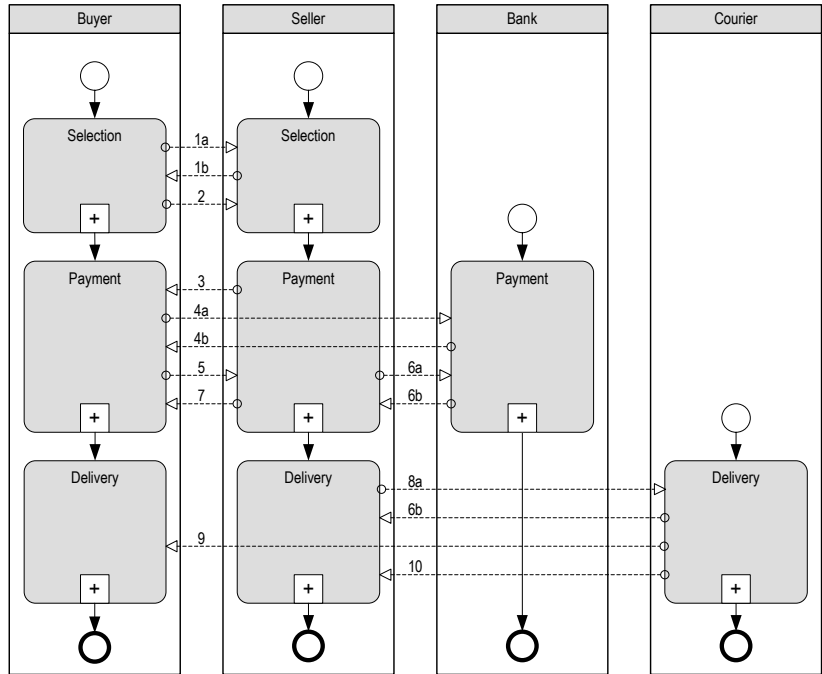 Buyer Seller Bank Courier
Selection Selection
1a
1b
2
+ +
Payment Payment Payment
3
4a
4b
5 6a
7 6b
+ + +
Delivery Delivery Delivery
8a
6b
9
10
+ + +